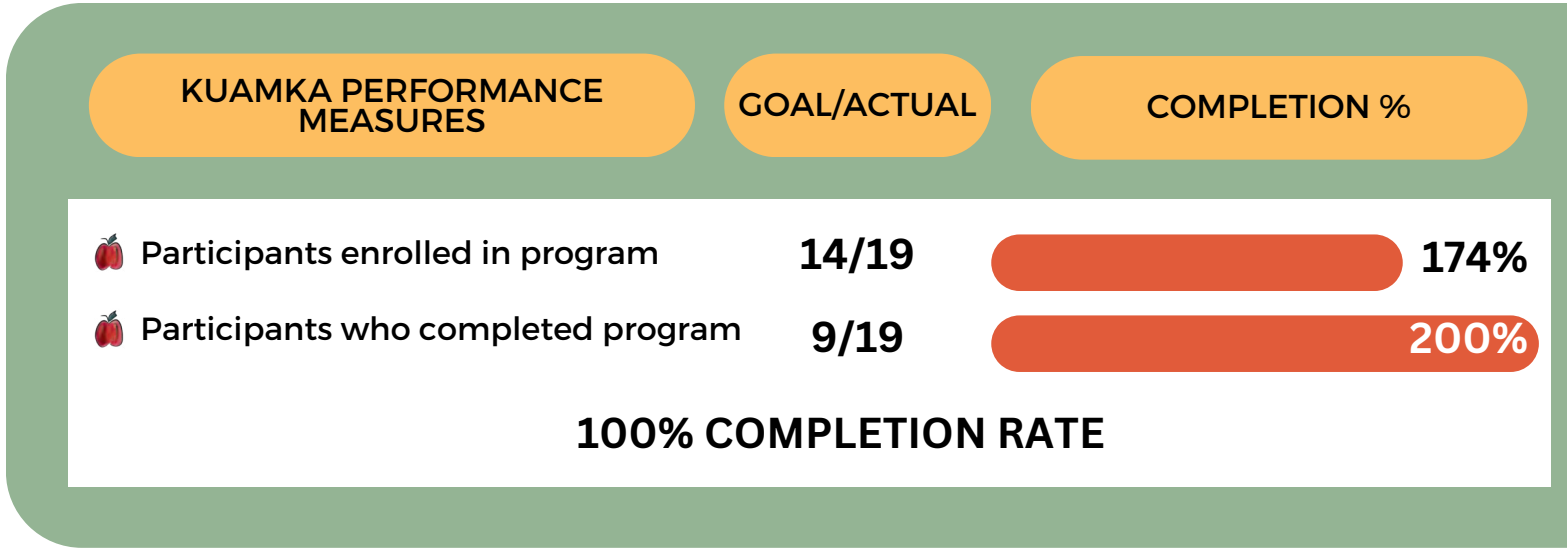 KUAMKA PERFORMANCE
MEASURES
GOAL/ACTUAL
COMPLETION %
Participants enrolled in program
14/19
174%
Participants who completed program
9/19
200%
100% COMPLETION RATE